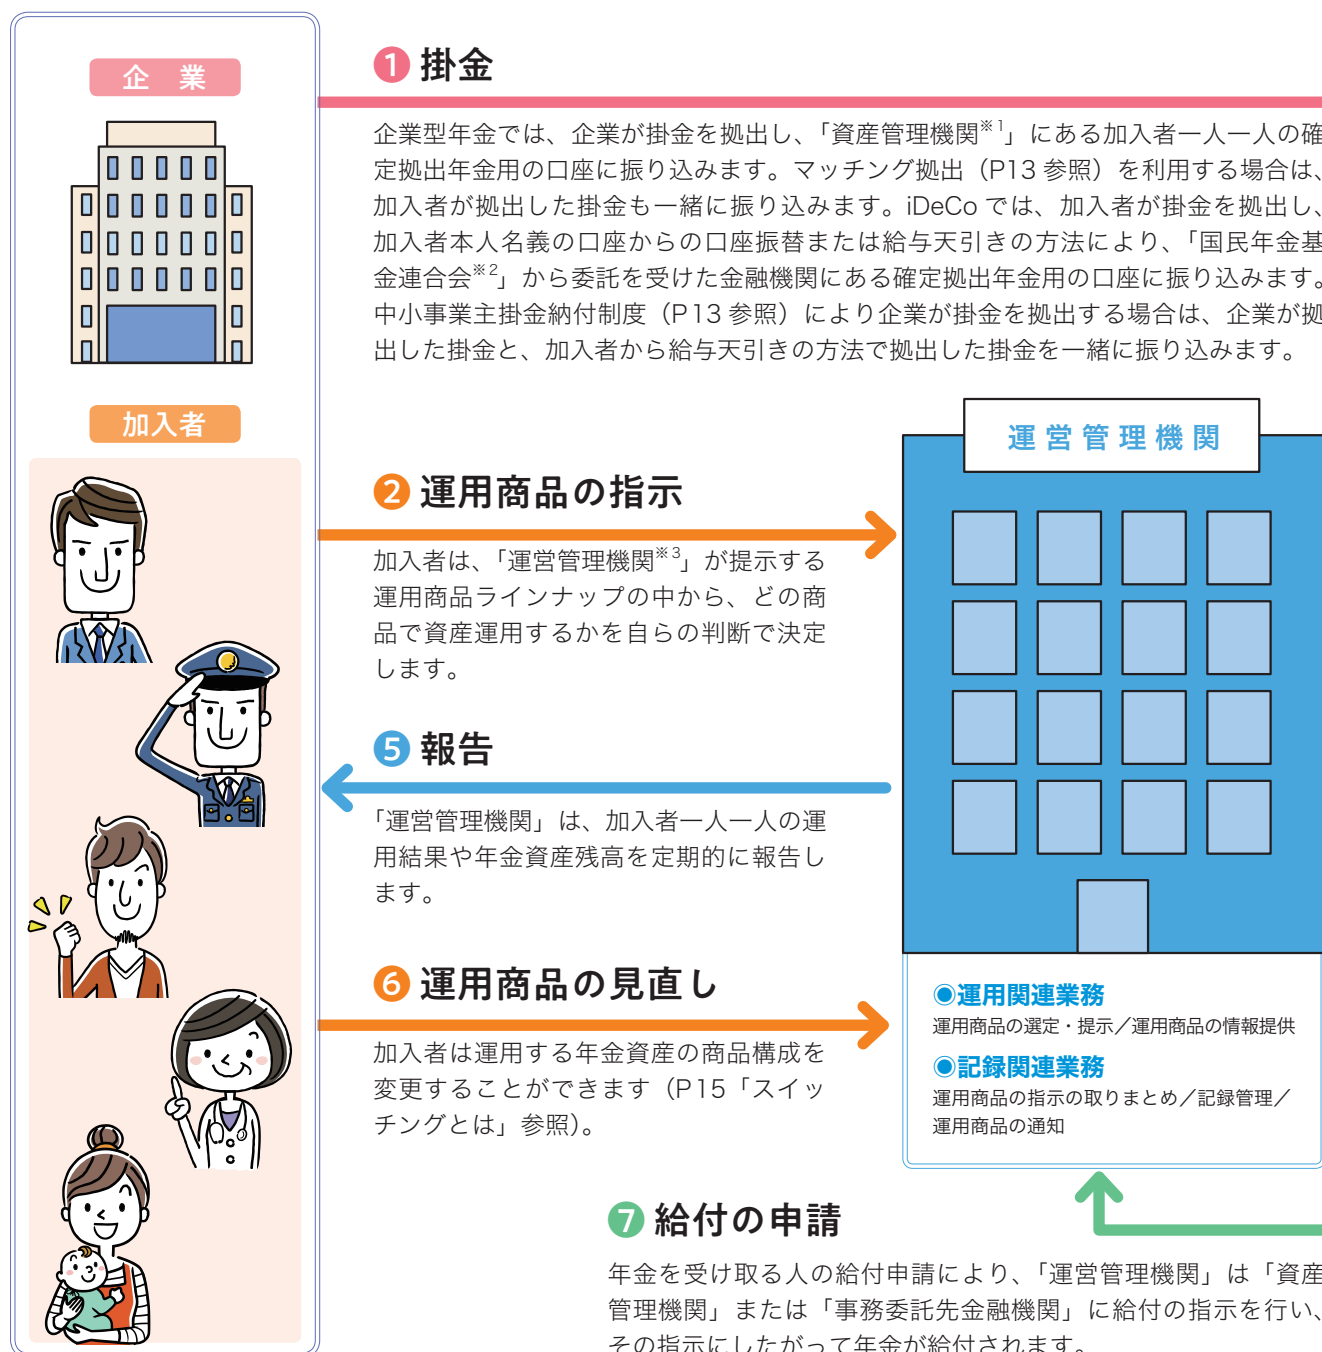 企業
❶ 掛金
企業型年金では、企業が掛金を拠出し、「資産管理機関※1」にある加入者一人一人の確
定拠出年金用の口座に振り込みます。マッチング拠出（P13 参照）を利用する場合は、
加入者が拠出した掛金も一緒に振り込みます。iDeCo では、加入者が掛金を拠出し、
加入者本人名義の口座からの口座振替または給与天引きの方法により、「国民年金基
金連合会※2」から委託を受けた金融機関にある確定拠出年金用の口座に振り込みます。
中小事業主掛金納付制度（P13 参照）により企業が掛金を拠出する場合は、企業が拠
出した掛金と、加入者から給与天引きの方法で拠出した掛金を一緒に振り込みます。
加入者
❷ 運用商品の指示
加入者は、「運営管理機関※3」が提示する
運用商品ラインナップの中から、どの商
品で資産運用するかを自らの判断で決定
します。
❺ 報告
「運営管理機関」は、加入者一人一人の運
用結果や年金資産残高を定期的に報告し
ます。
❻ 運用商品の見直し
加入者は運用する年金資産の商品構成を
変更することができます（P15「スイッ
チングとは」参照）。
運営管理機関
◉運用関連業務
運用商品の選定・提示／運用商品の情報提供
◉記録関連業務
運用商品の指示の取りまとめ／記録管理／
運用商品の通知
❼ 給付の申請
年金を受け取る人の給付申請により、「運営管理機関」は「資産
管理機関」または「事務委託先金融機関」に給付の指示を行い、
その指示にしたがって年金が給付されます。